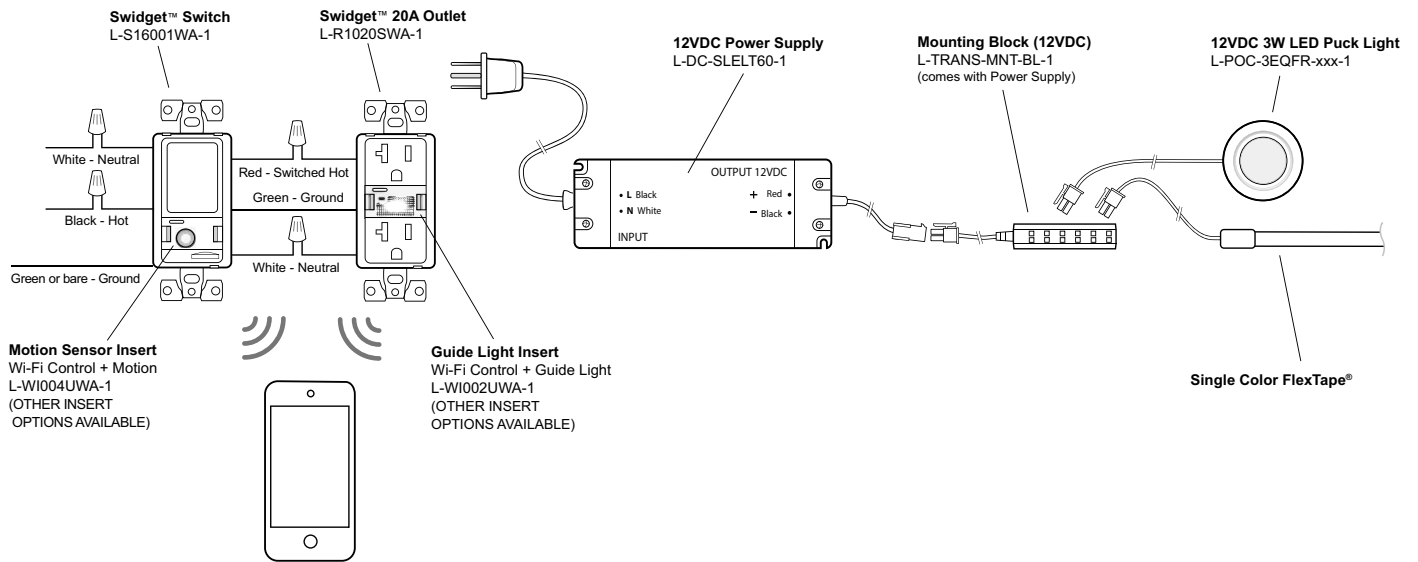 Swidget™ Switch
L-S16001WA-1
Swidget™ 20A Outlet
L-R1020SWA-1
12VDC Power Supply
L-DC-SLELT60-1
Mounting Block (12VDC)
L-TRANS-MNT-BL-1
(comes with Power Supply)
12VDC 3W LED Puck Light
L-POC-3EQFR-xxx-1
White - Neutral
Black - Hot
Green or bare - Ground
Red - Switched Hot
Green - Ground
White - Neutral
OUTPUT 12VDC
• L Black
• N White
INPUT
+ Red •
− Black •
Motion Sensor Insert
Wi-Fi Control + Motion
L-WI004UWA-1
(OTHER INSERT
OPTIONS AVAILABLE)
Guide Light Insert
Wi-Fi Control + Guide Light
L-WI002UWA-1
(OTHER INSERT
OPTIONS AVAILABLE)
Single Color FlexTape®